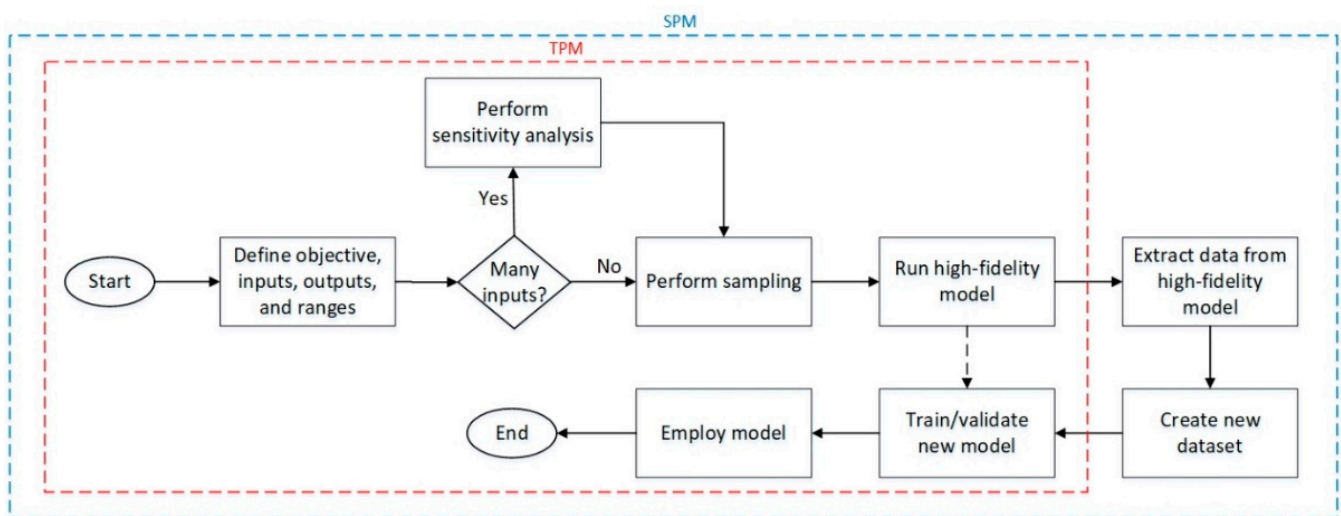 SPM
TPM
Perform
sensitivity analysis
Yes
Start
Define objective,
inputs, outputs,
and ranges
Many
inputs?
No
Perform sampling
Run high-fidelity
model
Extract data from
high-fidelity
model
End
Employ model
Train/validate
new model
Create new
dataset